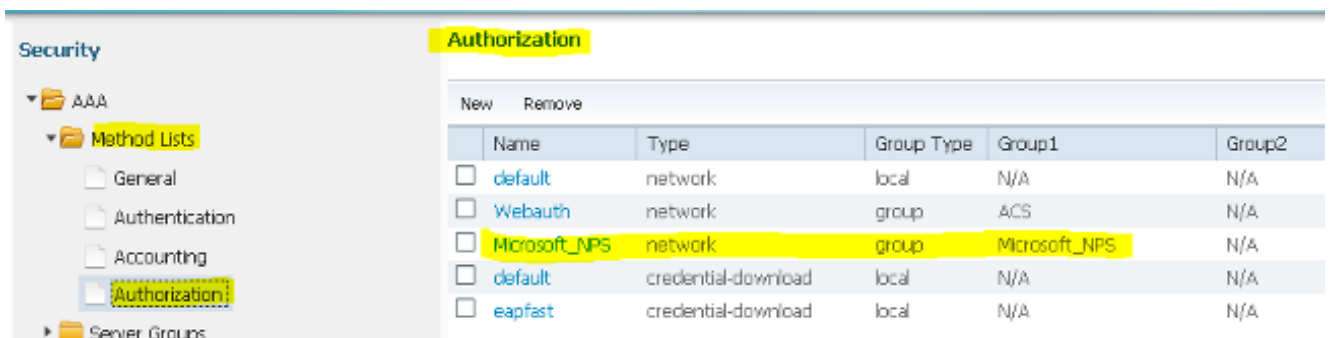 Security
AAA
Method Lists
General
Authentication
Accounting
Authorization
Server Groups
Authorization
New Remove
Name Type Group Type Group1 Group2
default network local N/A N/A
Webauth network group ACS N/A
Microsoft_NPS network group Microsoft_NPS N/A
default credential-download local N/A N/A
eapfast credential-download local N/A N/A